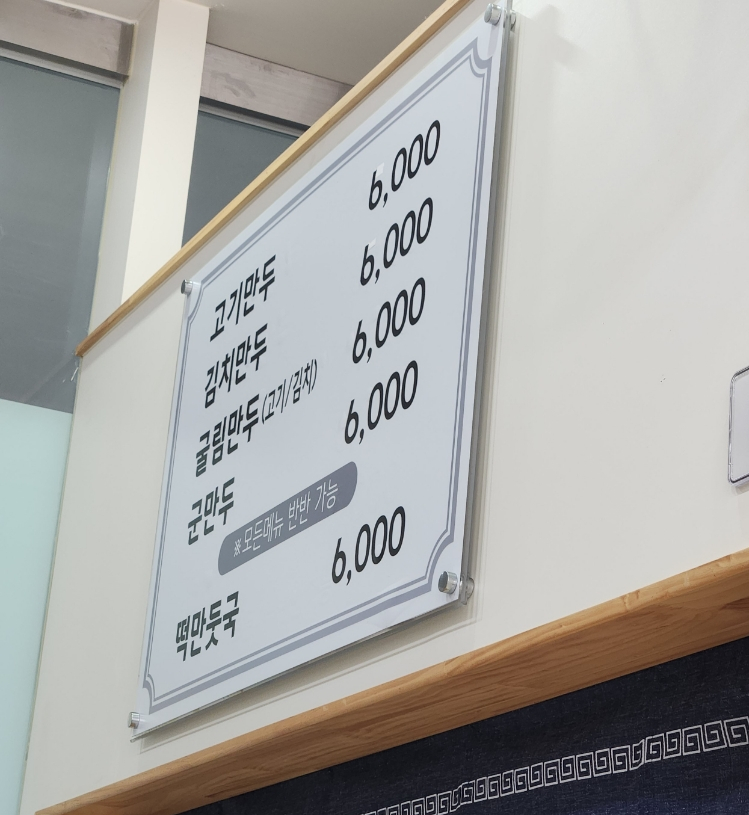 고기만두 6,000
김치만두 6,000
굴림만두(고기/김치) 6,000
군만두 6,000
※모든메뉴 반반 가능
떡만둣국 6,000